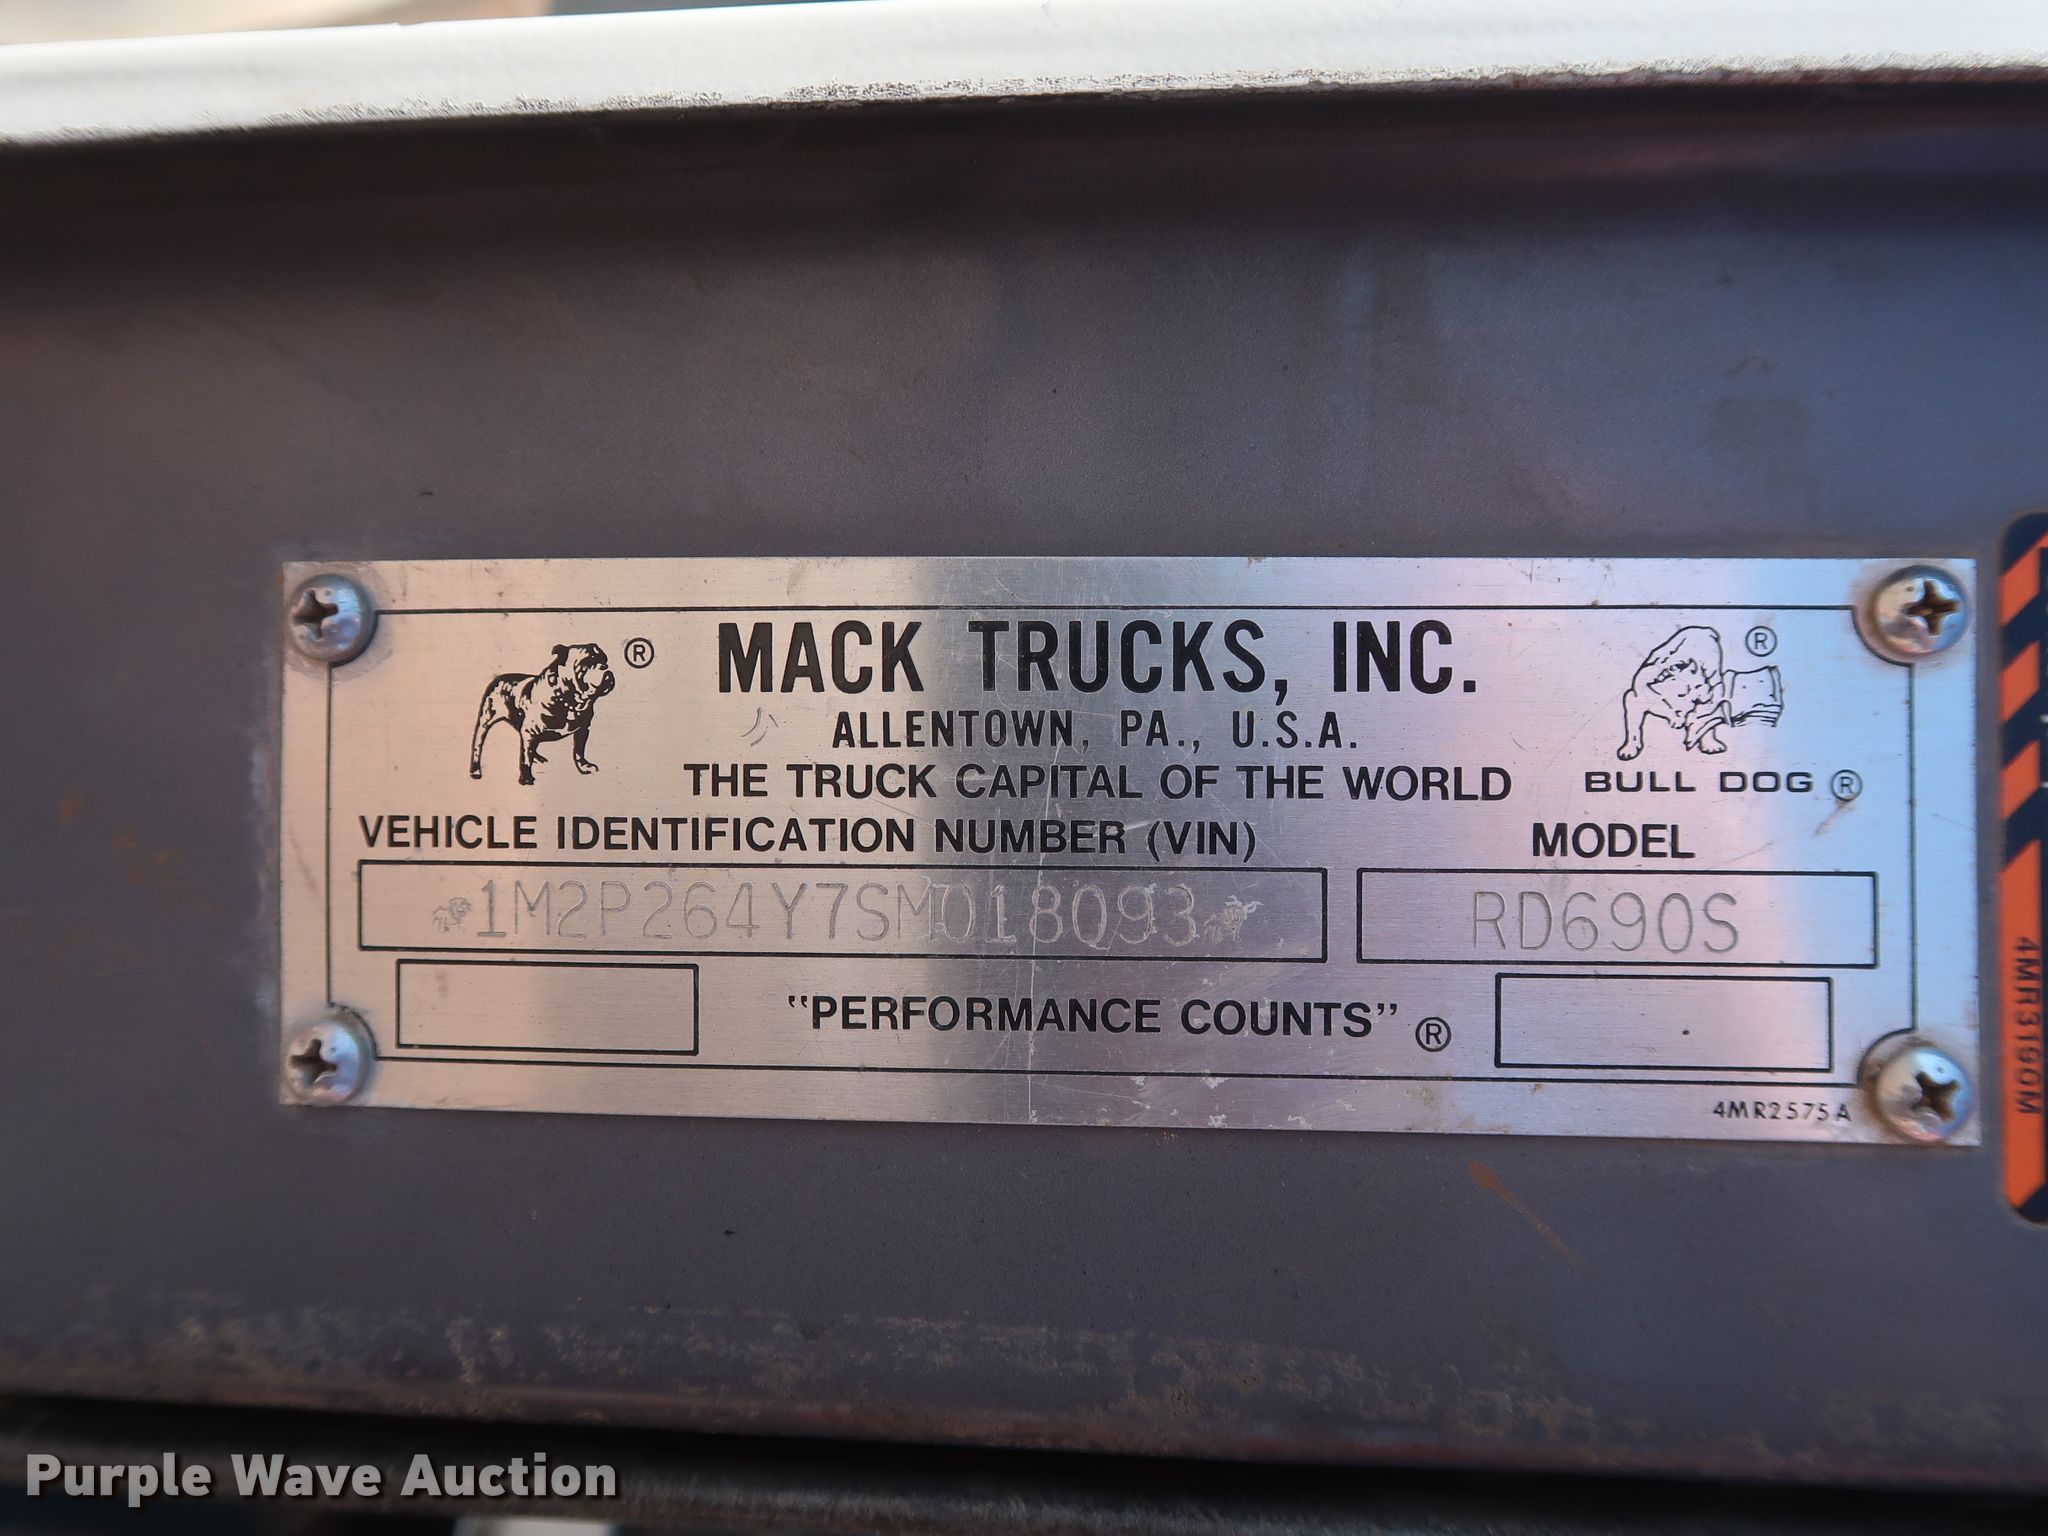 MACK TRUCKS, INC.
®
®
ALLENTOWN, PA., U.S.A.
THE TRUCK CAPITAL OF THE WORLD
BULL DOG ®
VEHICLE IDENTIFICATION NUMBER (VIN)
MODEL
1M2P264Y7SM018093
RD690S
"PERFORMANCE COUNTS" ®
4MR2575A
4MR3190M
Purple Wave Auction